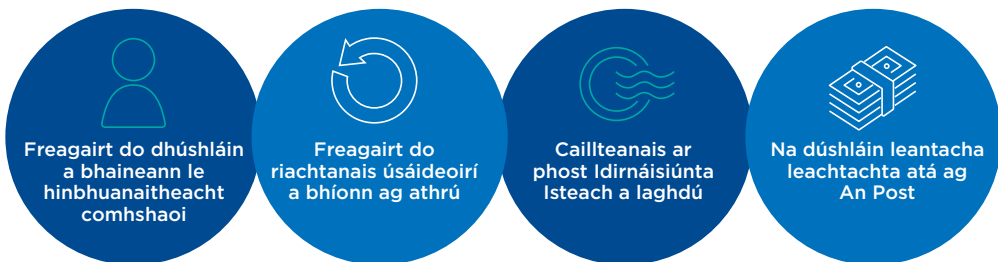 Freagairt do dhúshláin
a bhaineann le
hinbhuanaitheacht
comhshaoi
Freagairt do
riachtanais úsáideoirí
a bhíonn ag athrú
Caillteanais ar
phost Idirnáisiúnta
Isteach a laghdú
Na dúshláin leantacha
leachtachta atá ag
An Post